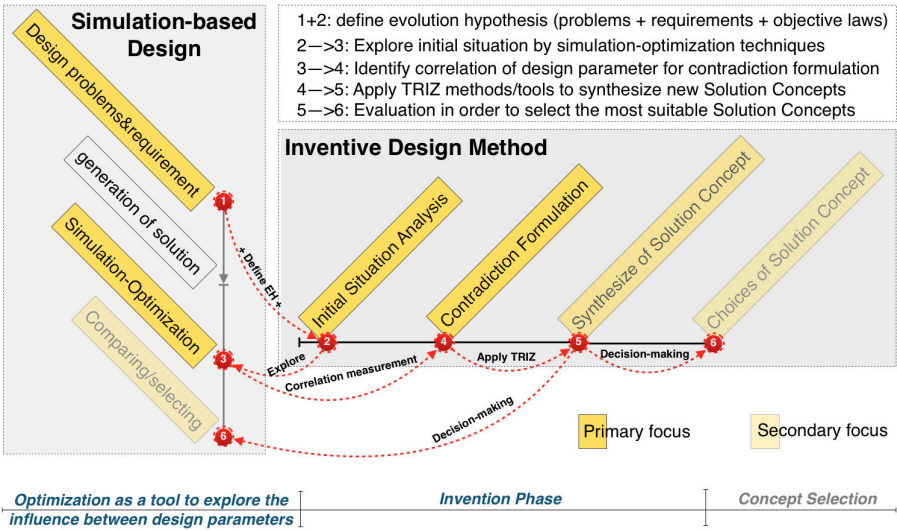 Simulation-based
Design
1+2: define evolution hypothesis (problems + requirements + objective laws)
2—>3: Explore initial situation by simulation-optimization techniques
3—>4: Identify correlation of design parameter for contradiction formulation
4—>5: Apply TRIZ methods/tools to synthesize new Solution Concepts
5—>6: Evaluation in order to select the most suitable Solution Concepts
Inventive Design Method
Design problems&requirement
generation of solution
Simulation-Optimization
Comparing/selecting
Initial Situation Analysis
Contradiction Formulation
Synthesize of Solution Concept
Choices of Solution Concept
1
+ Define EH +
2
3
4
5
6
6
Explore
Correlation measurement
Apply TRIZ
Decision-making
Decision-making
Primary focus
Secondary focus
Optimization as a tool to explore the
influence between design parameters
Invention Phase
Concept Selection